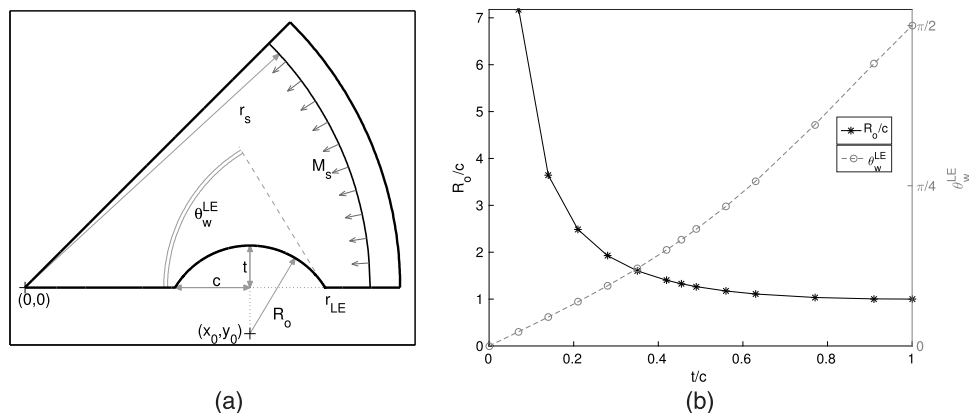 r_s
M_s
θ_w^LE
t
c
(0,0)
r_LE
R_o
(x_0,y_0)
(a)
R_o/c
7
6
5
4
3
2
1
0
0
0.2
0.4
0.6
0.8
1
t/c
π/2
π/4
0
θ_w^LE
R_o/c
θ_w^LE
(b)